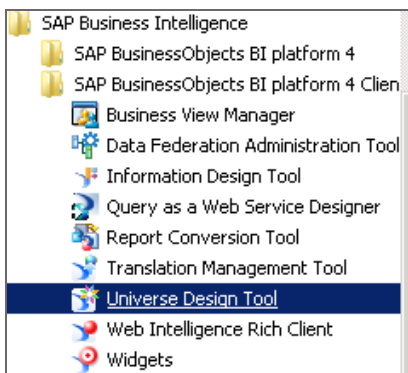 SAP Business Intelligence
SAP BusinessObjects BI platform 4
SAP BusinessObjects BI platform 4 Clien
Business View Manager
Data Federation Administration Tool
Information Design Tool
Query as a Web Service Designer
Report Conversion Tool
Translation Management Tool
Universe Design Tool
Web Intelligence Rich Client
Widgets